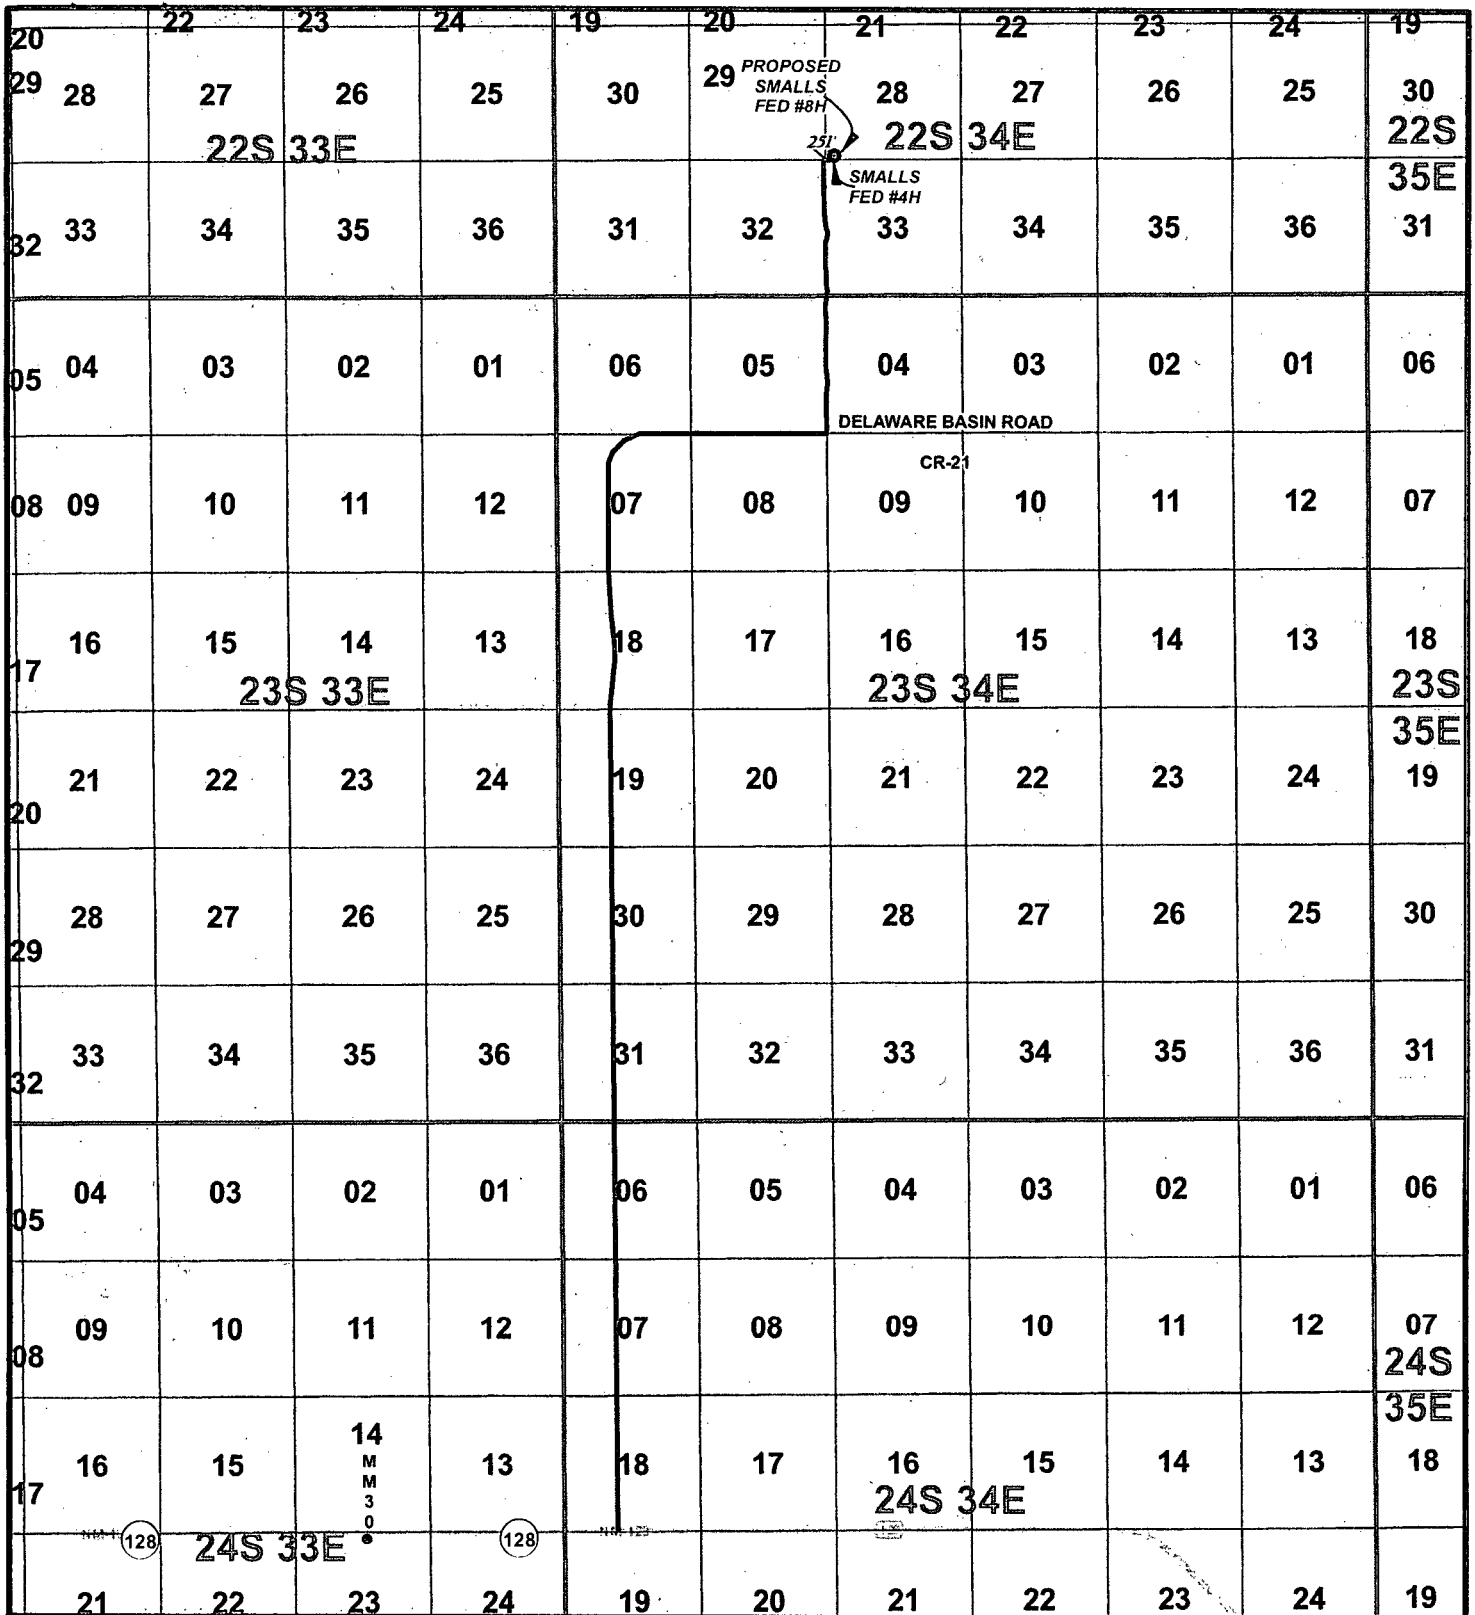 22 23 24 19 20 21 22 23 24 19
20
29 28 27 26 25 30 29 28 27 26 25 30
PROPOSED
SMALLS
FED #8H
22S 33E 22S 34E 22S
251'
35E
SMALLS
FED #4H
32 33 34 35 36 31 32 33 34 35 36 31
05 04 03 02 01 06 05 04 03 02 01 06
DELAWARE BASIN ROAD
CR-21
08 09 10 11 12 07 08 09 10 11 12 07
16 15 14 13 18 17 16 15 14 13 18
17
23S 33E 23S 34E 23S
35E
21 22 23 24 19 20 21 22 23 24 19
20
28 27 26 25 30 29 28 27 26 25 30
29
33 34 35 36 31 32 33 34 35 36 31
32
04 03 02 01 06 05 04 03 02 01 06
05
09 10 11 12 07 08 09 10 11 12 07
08
24S
35E
14
M
M
3
0
16 15 13 18 17 16 15 14 13 18
17
24S 34E
128 24S 33E 128
21 22 23 24 19 20 21 22 23 24 19